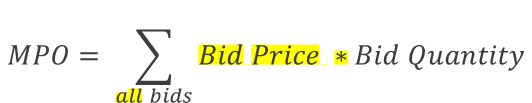 MPO = ∑ Bid Price * Bid Quantity
all bids